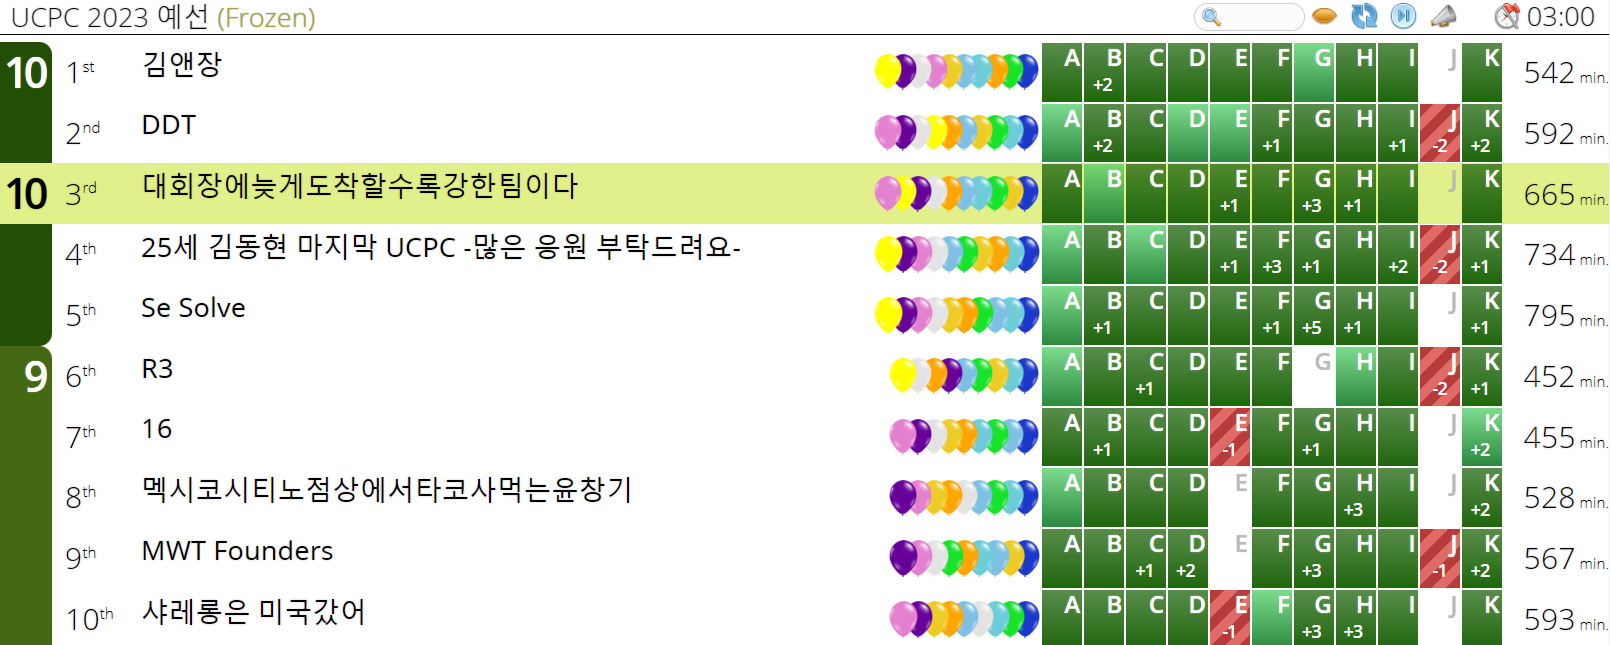 UCPC 2023 예선 (Frozen) 03:00
10 1st 김앤장 A B +2 C D E F G H I J K 542 min.
2nd DDT A B +2 C D E F +1 G H I +1 J -2 K +2 592 min.
10 3rd 대회장에늦게도착할수록강한팀이다 A B C D E +1 F G +3 H +1 I J K 665 min.
4th 25세 김동현 마지막 UCPC -많은 응원 부탁드려요- A B C D E +1 F +3 G +1 H I +2 J -2 K +1 734 min.
5th Se Solve A B +1 C D E F +1 G +5 H +1 I J K +1 795 min.
9 6th R3 A B C +1 D E F G H I J -2 K +1 452 min.
7th 16 A B +1 C D E -1 F G +1 H I J K +2 455 min.
8th 멕시코시티노점상에서타코사먹는윤창기 A B C D E F G H +3 I J K +2 528 min.
9th MWT Founders A B C +1 D +2 E F G +3 H I J -1 K +2 567 min.
10th 샤레롱은 미국갔어 A B C D E -1 F G +3 H +3 I J K 593 min.